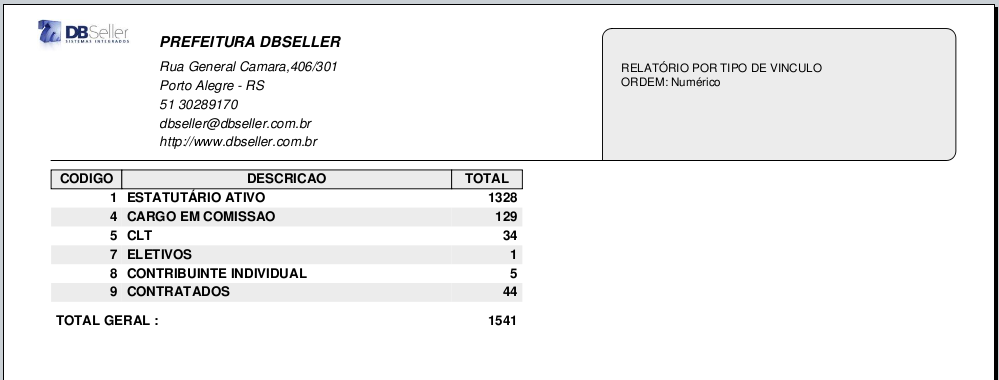 DBSeller
SISTEMAS INTEGRADOS
PREFEITURA DBSELLER
Rua General Camara,406/301
Porto Alegre - RS
51 30289170
dbseller@dbseller.com.br
http://www.dbseller.com.br
RELATÓRIO POR TIPO DE VINCULO
ORDEM: Numérico
CODIGO DESCRICAO TOTAL
1 ESTATUTÁRIO ATIVO 1328
4 CARGO EM COMISSAO 129
5 CLT 34
7 ELETIVOS 1
8 CONTRIBUINTE INDIVIDUAL 5
9 CONTRATADOS 44
TOTAL GERAL : 1541